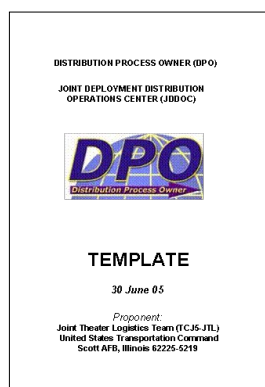 DISTRIBUTION PROCESS OWNER (DPO)
JOINT DEPLOYMENT DISTRIBUTION
OPERATIONS CENTER (JDDOC)
DPO
Distribution Process Owner
TEMPLATE
30 June 05
Proponent:
Joint Theater Logistics Team (TCJ5-JTL)
United States Transportation Command
Scott AFB, Illinois 62225-5219